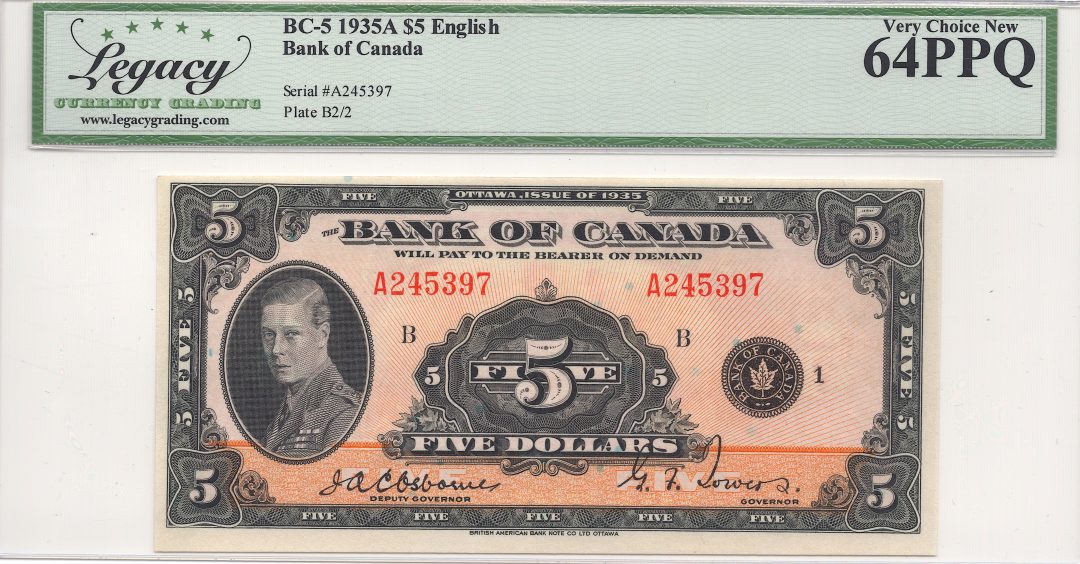 Legacy
CURRENCY GRADING
www.legacygrading.com
BC-5 1935A $5 English
Bank of Canada
Serial #A245397
Plate B2/2
Very Choice New
64PPQ
OTTAWA, ISSUE OF 1935
FIVE FIVE
5 5
THE BANK OF CANADA
WILL PAY TO THE BEARER ON DEMAND
A245397 A245397
B B
5 FIVE 5 5 FIVE 5
5 FI5VE 5
BANK OF CANADA
1
FIVE DOLLARS
FIVE FIVE
J.A.C. Osborne G. F. Towers.
DEPUTY GOVERNOR GOVERNOR
5 5
FIVE FIVE FIVE FIVE FIVE
BRITISH AMERICAN BANK NOTE CO LTD OTTAWA